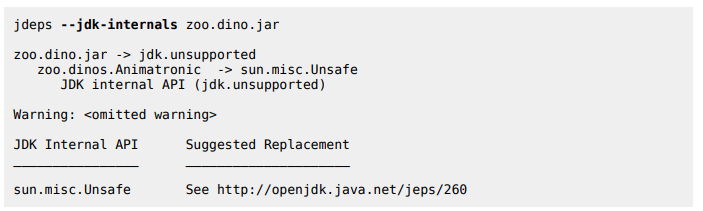 jdeps --jdk-internals zoo.dino.jar
zoo.dino.jar -> jdk.unsupported
zoo.dinos.Animatronic -> sun.misc.Unsafe
JDK internal API (jdk.unsupported)
Warning: <omitted warning>
JDK Internal API Suggested Replacement
________________ _____________________
sun.misc.Unsafe See http://openjdk.java.net/jeps/260